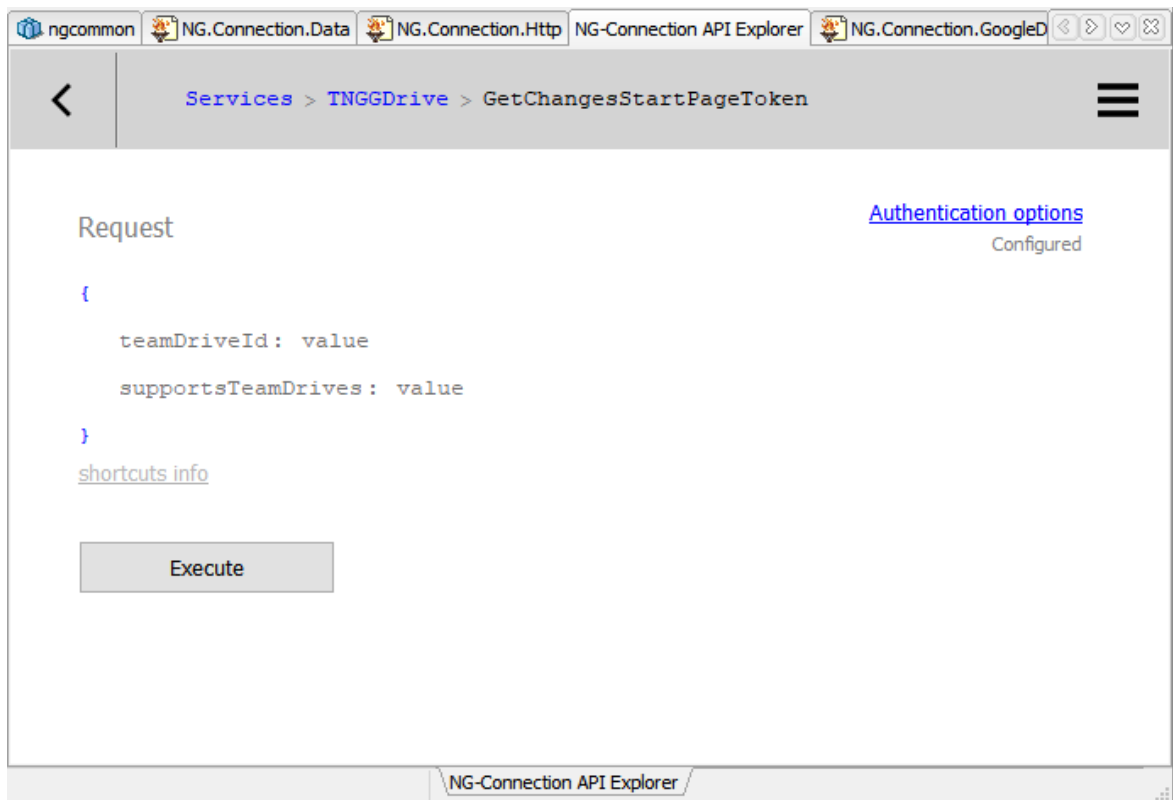 ngcommon NG.Connection.Data NG.Connection.Http NG-Connection API Explorer NG.Connection.GoogleD
Services > TNGGDrive > GetChangesStartPageToken
Authentication options
Request
Configured
{
teamDriveId: value
supportsTeamDrives: value
}
shortcuts info
Execute
NG-Connection API Explorer